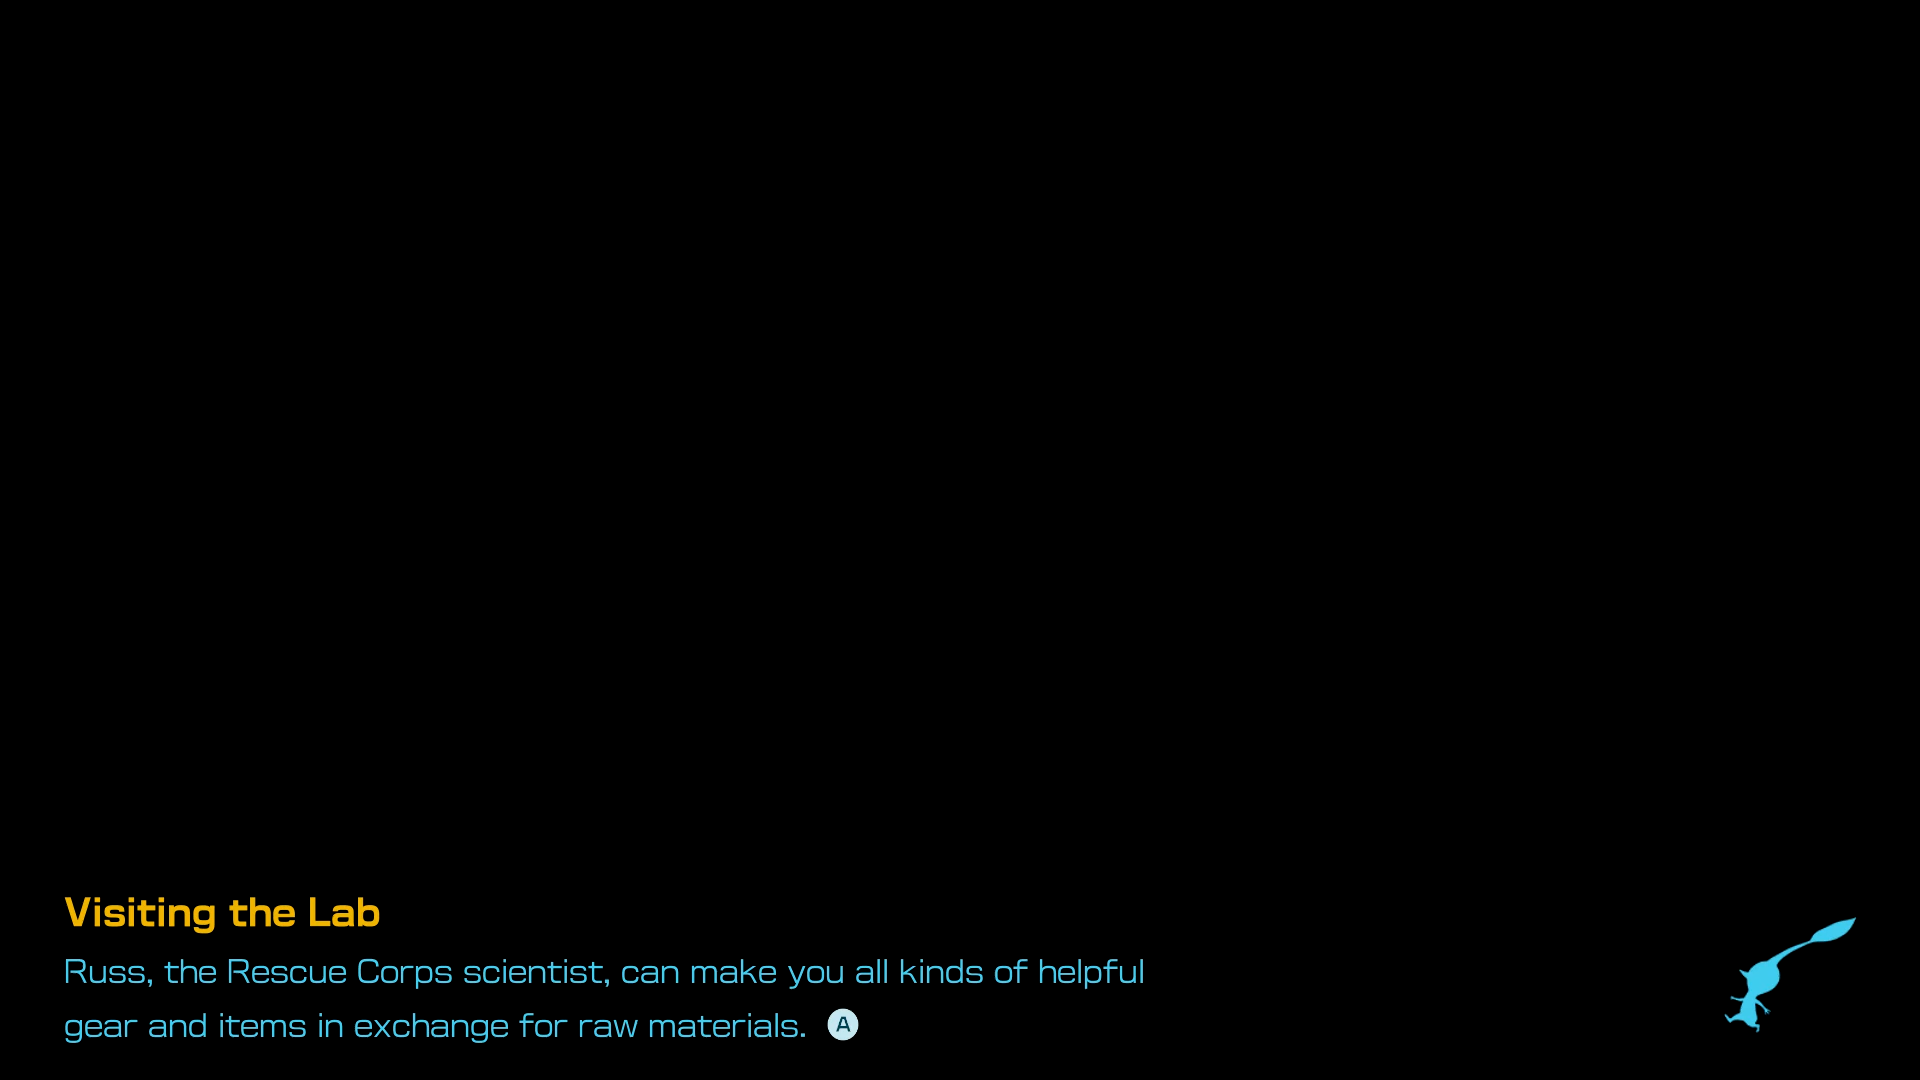 Visiting the Lab
Russ, the Rescue Corps scientist, can make you all kinds of helpful
gear and items in exchange for raw materials. A